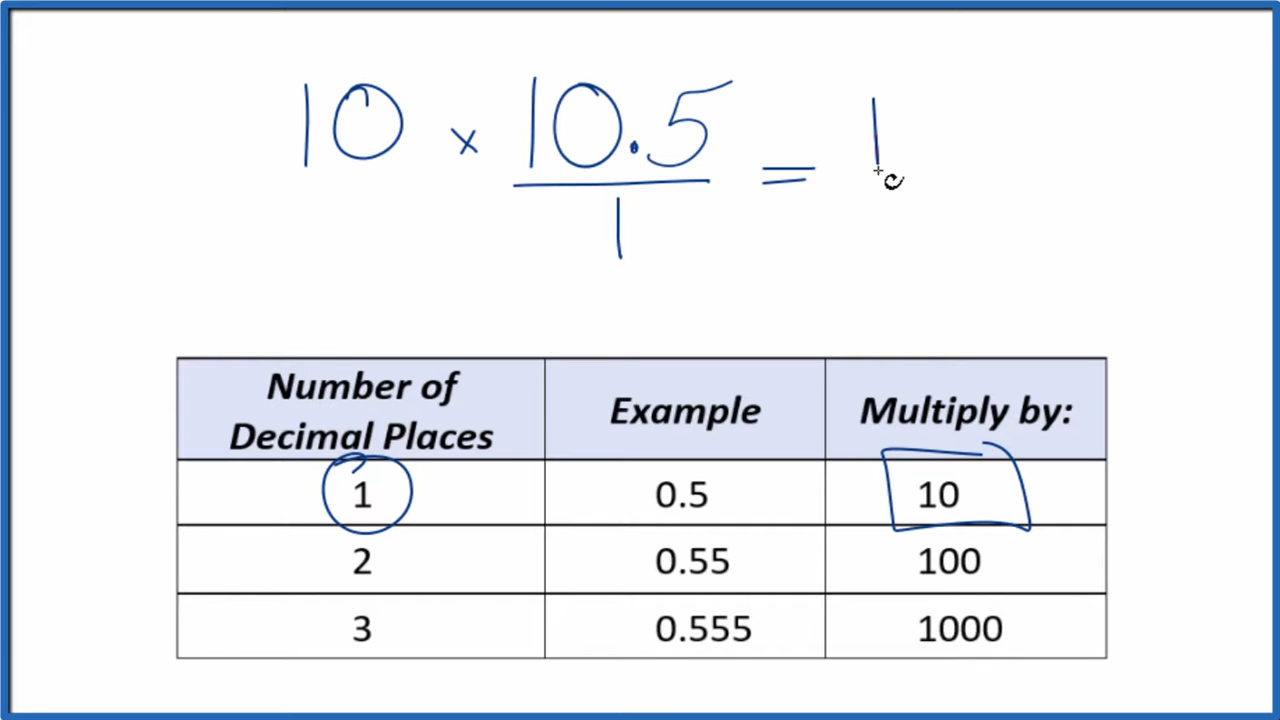 10 × 10.5 = 1
1
Number of Decimal Places Example Multiply by:
1 0.5 10
2 0.55 100
3 0.555 1000